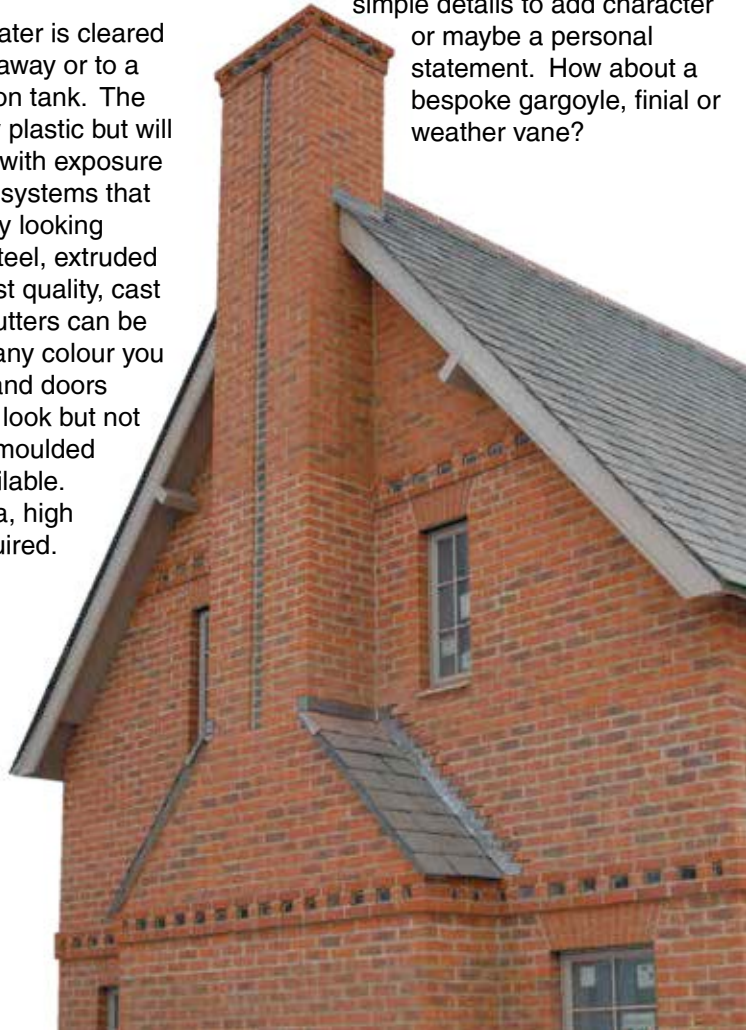 ater is cleared
away or to a
on tank. The
plastic but will
with exposure
systems that
y looking
teel, extruded
st quality, cast
utters can be
any colour you
and doors
look but not
moulded
ilable.
a, high
uired.
simple details to add character
or maybe a personal
statement. How about a
bespoke gargoyle, finial or
weather vane?